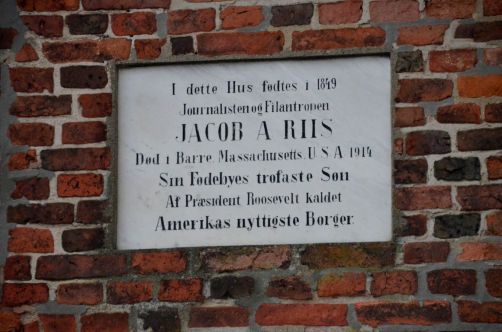 I dette Hus fødtes i 1849
Journalisten og Filantropen
JACOB A RIIS
Død i Barre, Massachusetts, U S A 1914
Sin Fødebyes trofaste Søn
Af Præsident Roosevelt kaldet
Amerikas nyttigste Borger.